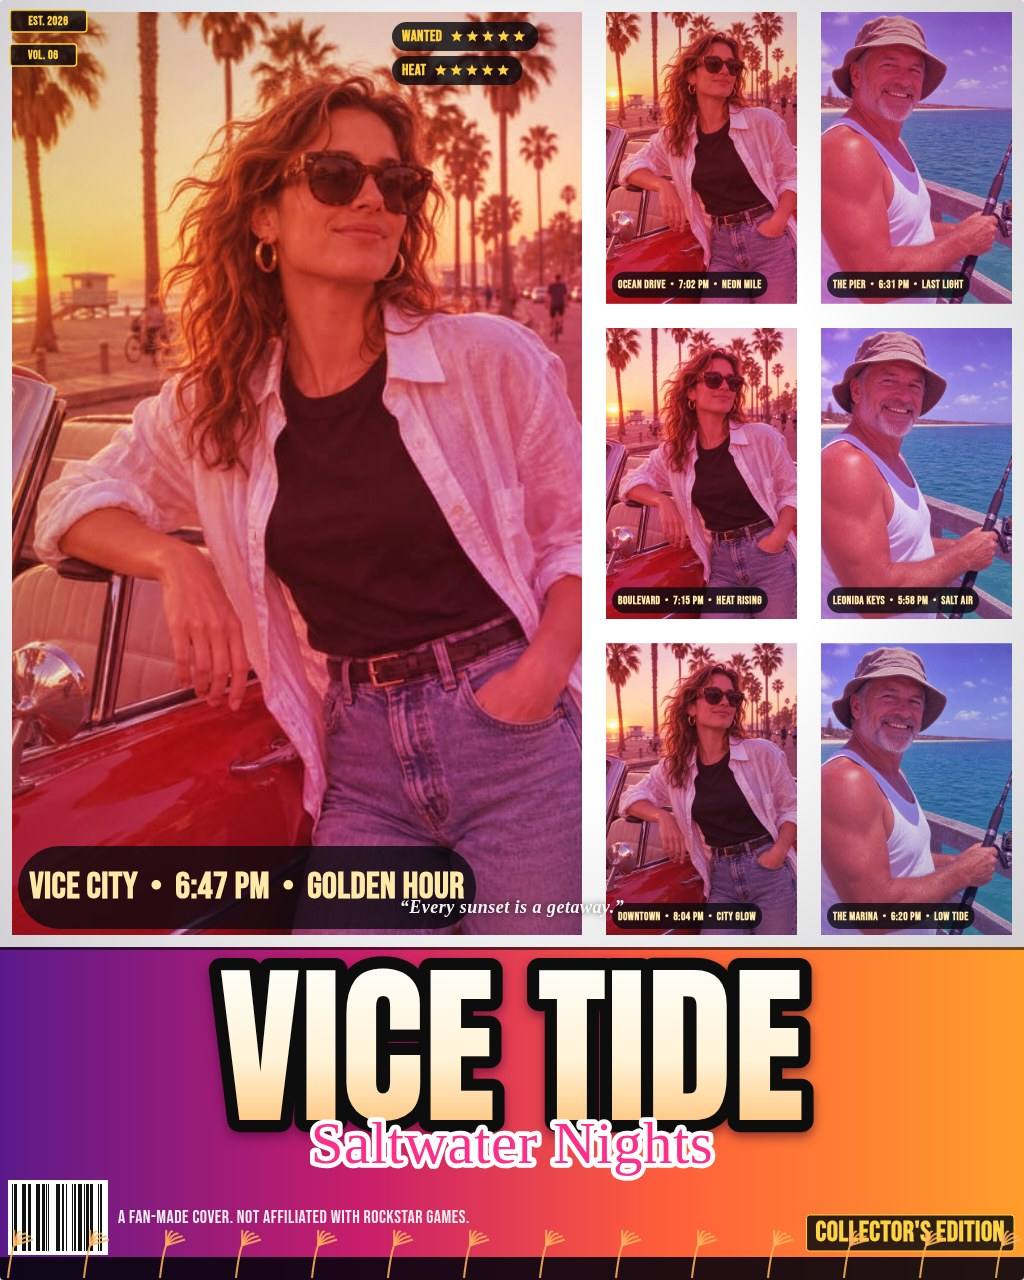 EST. 2026
VOL. 06
WANTED ★★★★★
HEAT ★★★★★
OCEAN DRIVE • 7:02 PM • NEON MILE
THE PIER • 6:31 PM • LAST LIGHT
BOULEVARD • 7:15 PM • HEAT RISING
LEONIDA KEYS • 5:58 PM • SALT AIR
VICE CITY • 6:47 PM • GOLDEN HOUR
“Every sunset is a getaway.”
DOWNTOWN • 8:04 PM • CITY GLOW
THE MARINA • 6:20 PM • LOW TIDE
VICE TIDE
Saltwater Nights
A FAN-MADE COVER. NOT AFFILIATED WITH ROCKSTAR GAMES.
COLLECTOR'S EDITION